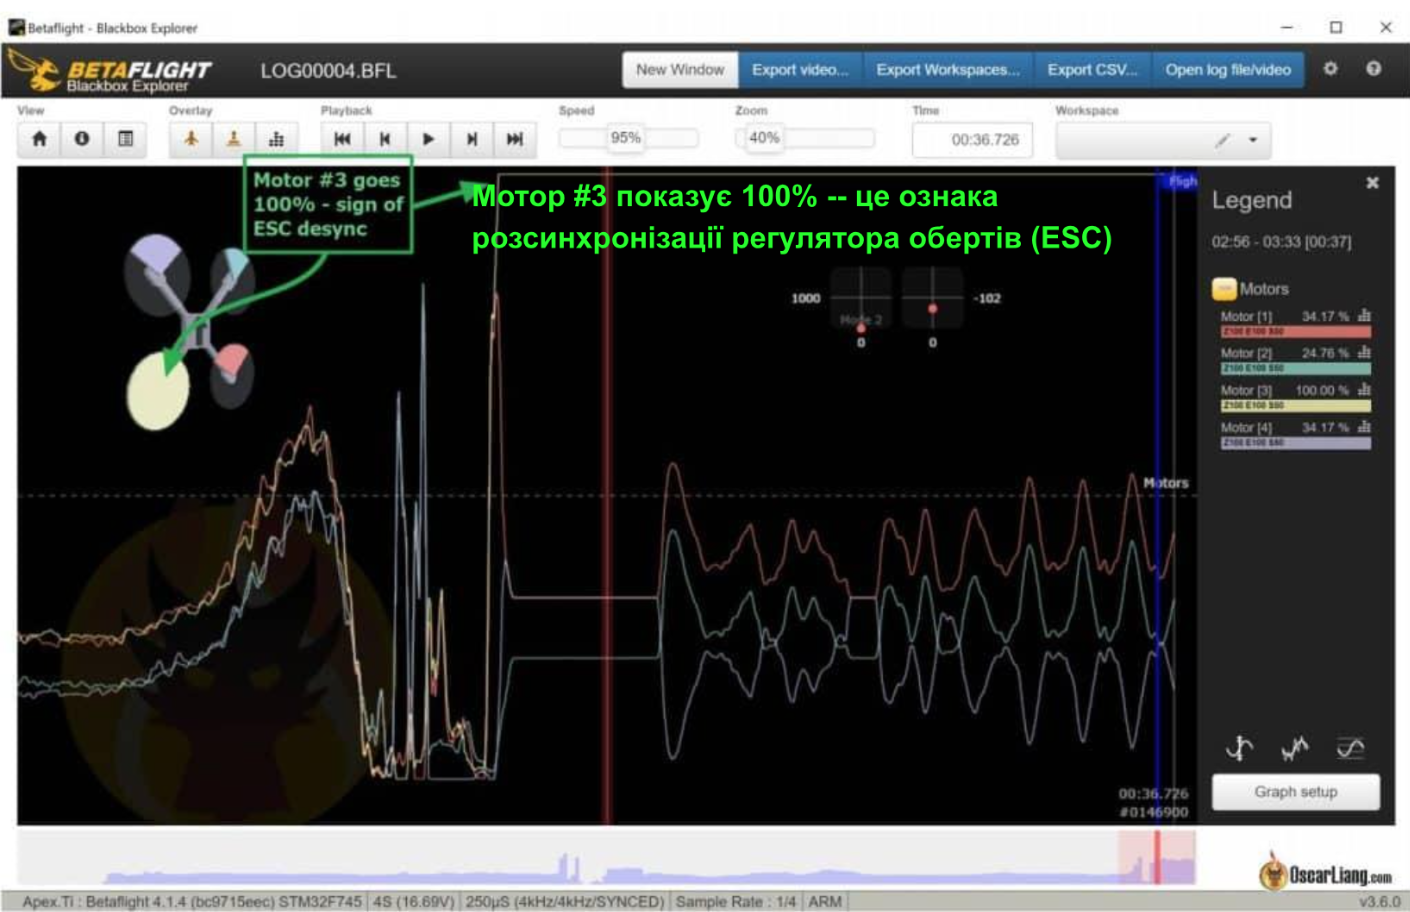 Betaflight - Blackbox Explorer
BETAFLIGHT
Blackbox Explorer
LOG00004.BFL
New Window
Export video...
Export Workspaces...
Export CSV...
Open log file/video
View
Overlay
Playback
Speed
Zoom
Time
Workspace
95%
40%
00:36.726
Motor #3 goes
100% - sign of
ESC desync
Мотор #3 показує 100% -- це ознака
розсинхронізації регулятора обертів (ESC)
Fligh
1000
-102
Mode 2
0
0
Motors
00:36.726
#0146900
Legend
02:56 - 03:33 [00:37]
Motors
Motor [1] 34.17 %
Z100 E100 S50
Motor [2] 24.76 %
Z100 E100 S50
Motor [3] 100.00 %
Z100 E100 S50
Motor [4] 34.17 %
Z100 E100 S50
Graph setup
OscarLiang.com
Apex.Ti : Betaflight 4.1.4 (bc9715eec) STM32F745 4S (16.69V) 250µS (4kHz/4kHz/SYNCED) Sample Rate : 1/4 ARM
v3.6.0